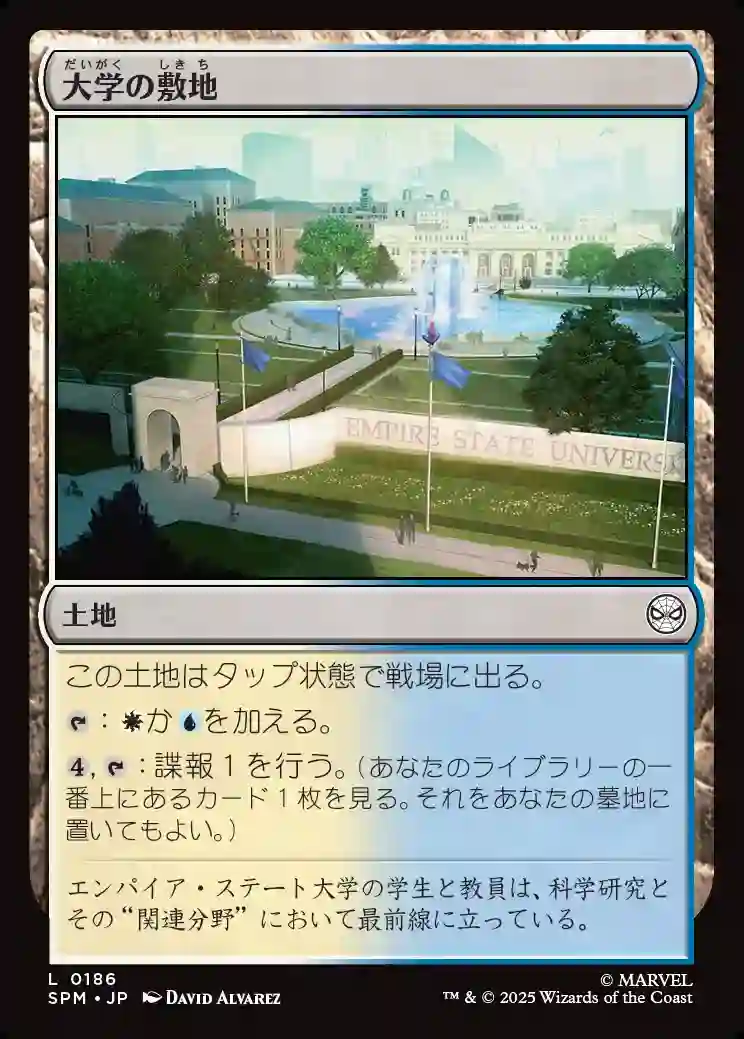 だいがく しきち
大学の敷地
EMPIRE STATE UNIVERS
土地
この土地はタップ状態で戦場に出る。
：か を加える。
4, ：諜報1を行う。（あなたのライブラリーの一
番上にあるカード1枚を見る。それをあなたの墓地に
置いてもよい。）
エンパイア・ステート大学の学生と教員は、科学研究と
その“関連分野”において最前線に立っている。
L 0186
SPM • JP DAVID ALVAREZ
© MARVEL
™ & © 2025 Wizards of the Coast